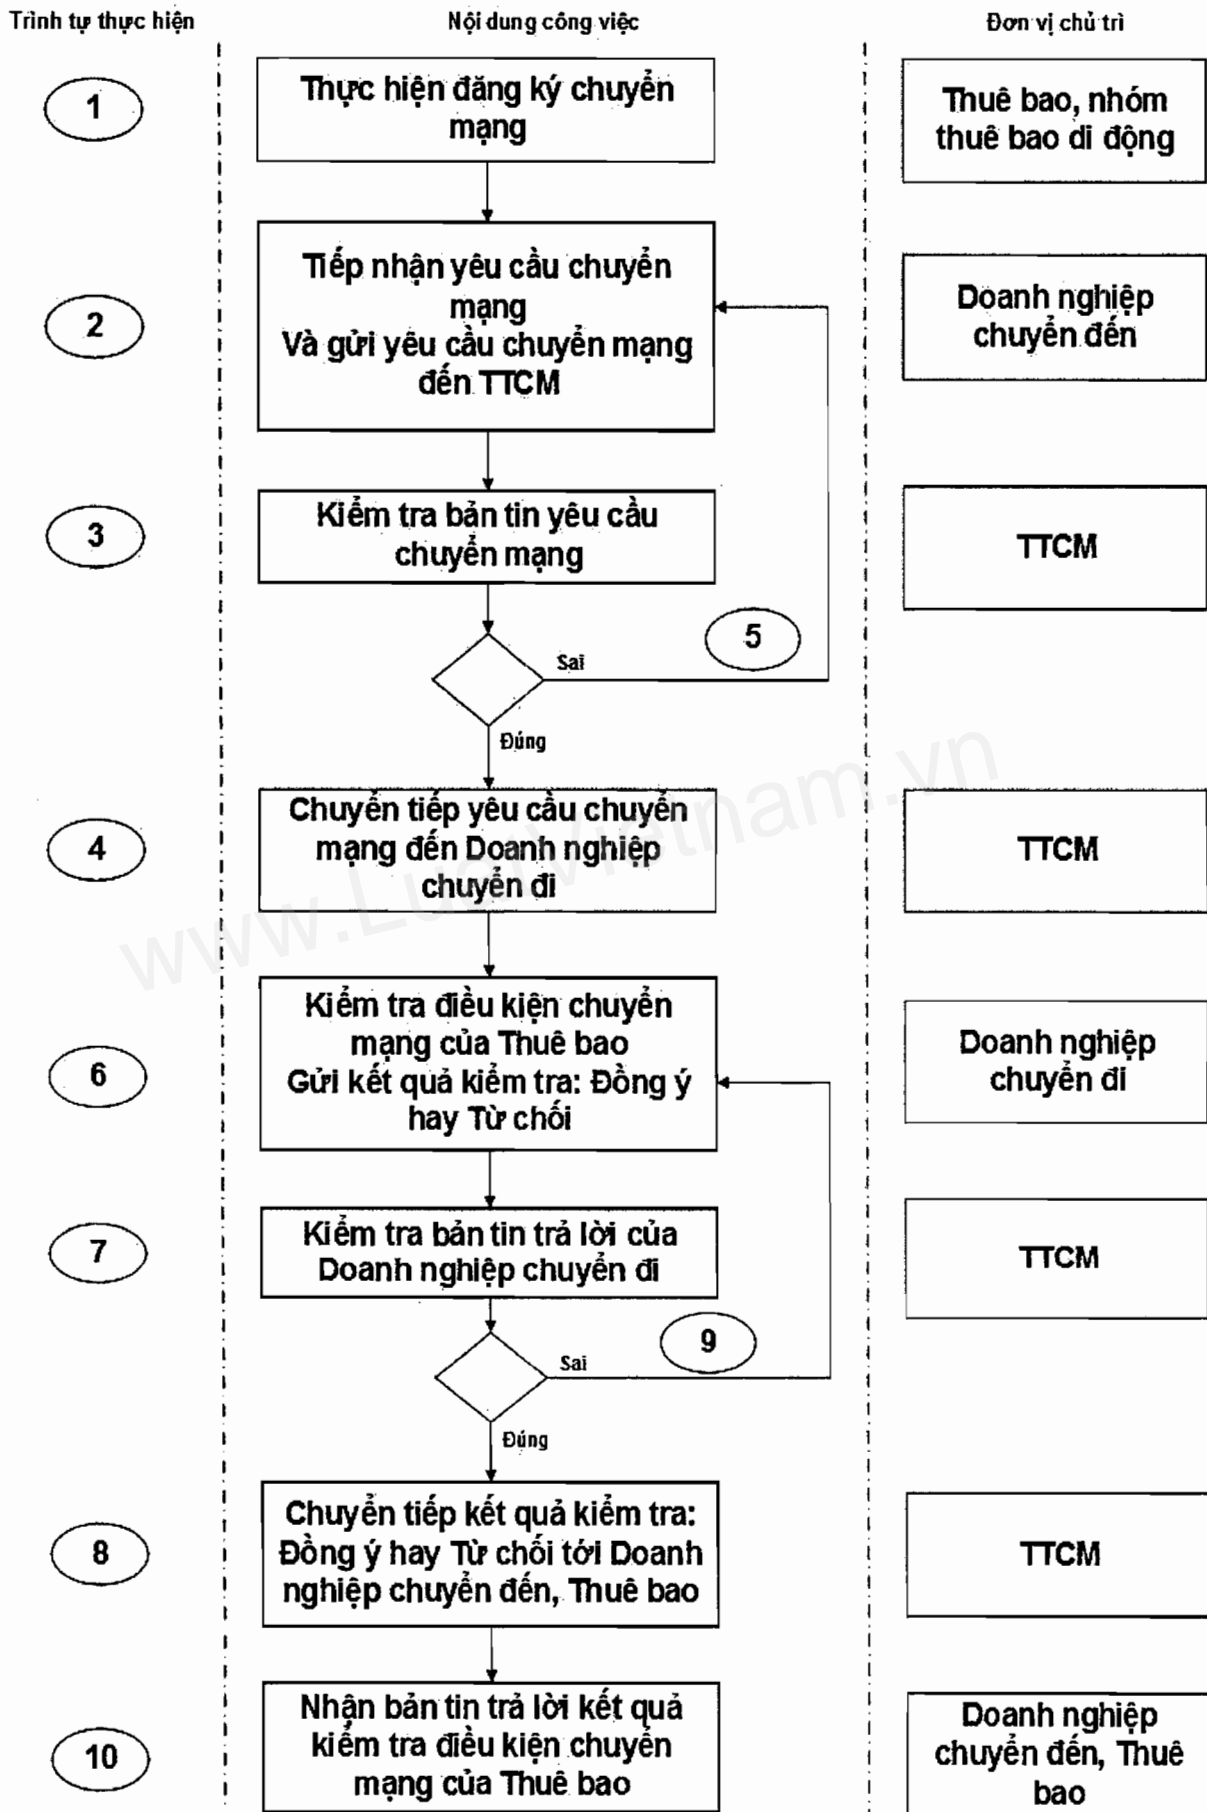 Trình tự thực hiện
Nội dung công việc
Đơn vị chủ trì
1
Thực hiện đăng ký chuyển
mạng
Thuê bao, nhóm
thuê bao di động
2
Tiếp nhận yêu cầu chuyển
mạng
Và gửi yêu cầu chuyển mạng
đến TTCM
Doanh nghiệp
chuyển đến
3
Kiểm tra bản tin yêu cầu
chuyển mạng
TTCM
5
Sai
Đúng
4
Chuyển tiếp yêu cầu chuyển
mạng đến Doanh nghiệp
chuyển đi
TTCM
www.LuatVietnam.vn
6
Kiểm tra điều kiện chuyển
mạng của Thuê bao
Gửi kết quả kiểm tra: Đồng ý
hay Từ chối
Doanh nghiệp
chuyển đi
7
Kiểm tra bản tin trả lời của
Doanh nghiệp chuyển đi
TTCM
9
Sai
Đúng
8
Chuyển tiếp kết quả kiểm tra:
Đồng ý hay Từ chối tới Doanh
nghiệp chuyển đến, Thuê bao
TTCM
10
Nhận bản tin trả lời kết quả
kiểm tra điều kiện chuyển
mạng của Thuê bao
Doanh nghiệp
chuyển đến, Thuê
bao